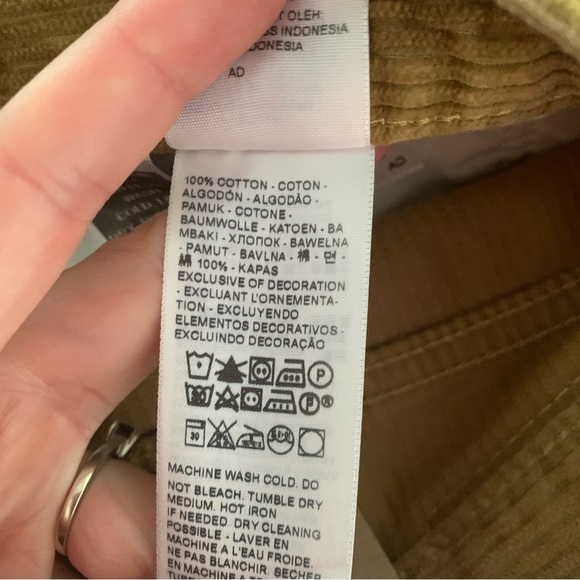 OLEH:
INDONESIA
AD
AD
100% COTTON - COTON -
ALGODÓN - ALGODÃO -
PAMUK - COTONE -
BAUMWOLLE - KATOEN - BA
MBAKI - ХЛОПОК - BAWELNA
- PAMUT - BAVLNA - 棉 - 면 -
綿 100% - KAPAS
EXCLUSIVE OF DECORATION
- EXCLUANT L'ORNEMENTA-
TION - EXCLUYENDO
ELEMENTOS DECORATIVOS -
EXCLUINDO DECORAÇÃO
MACHINE WASH COLD. DO
NOT BLEACH. TUMBLE DRY
MEDIUM. HOT IRON
IF NEEDED. DRY CLEANING
POSSIBLE - LAVER EN
MACHINE A L'EAU FROIDE.
NE PAS BLANCHIR. SECHER
EN MACHINE A